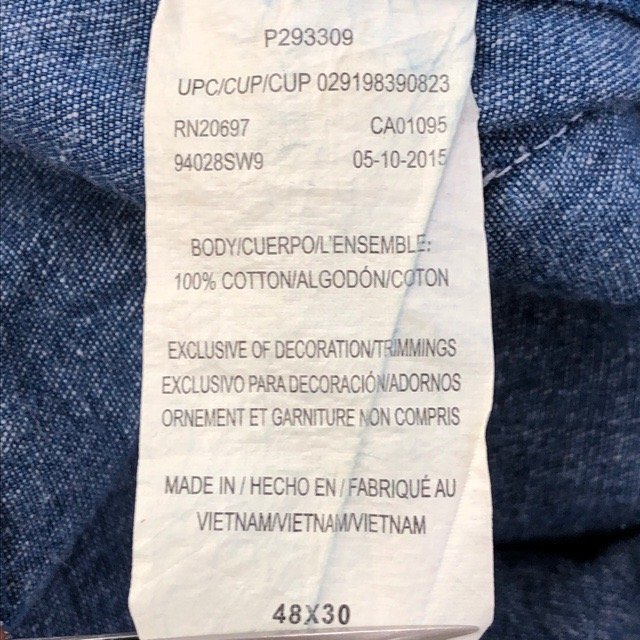 P293309
UPC/CUP/CUP 029198390823
RN20697 CA01095
94028SW9 05-10-2015
BODY/CUERPO/L'ENSEMBLE:
100% COTTON/ALGODÓN/COTON
EXCLUSIVE OF DECORATION/TRIMMINGS
EXCLUSIVO PARA DECORACIÓN/ADORNOS
ORNEMENT ET GARNITURE NON COMPRIS
MADE IN / HECHO EN / FABRIQUÉ AU
VIETNAM/VIETNAM/VIETNAM
48X30